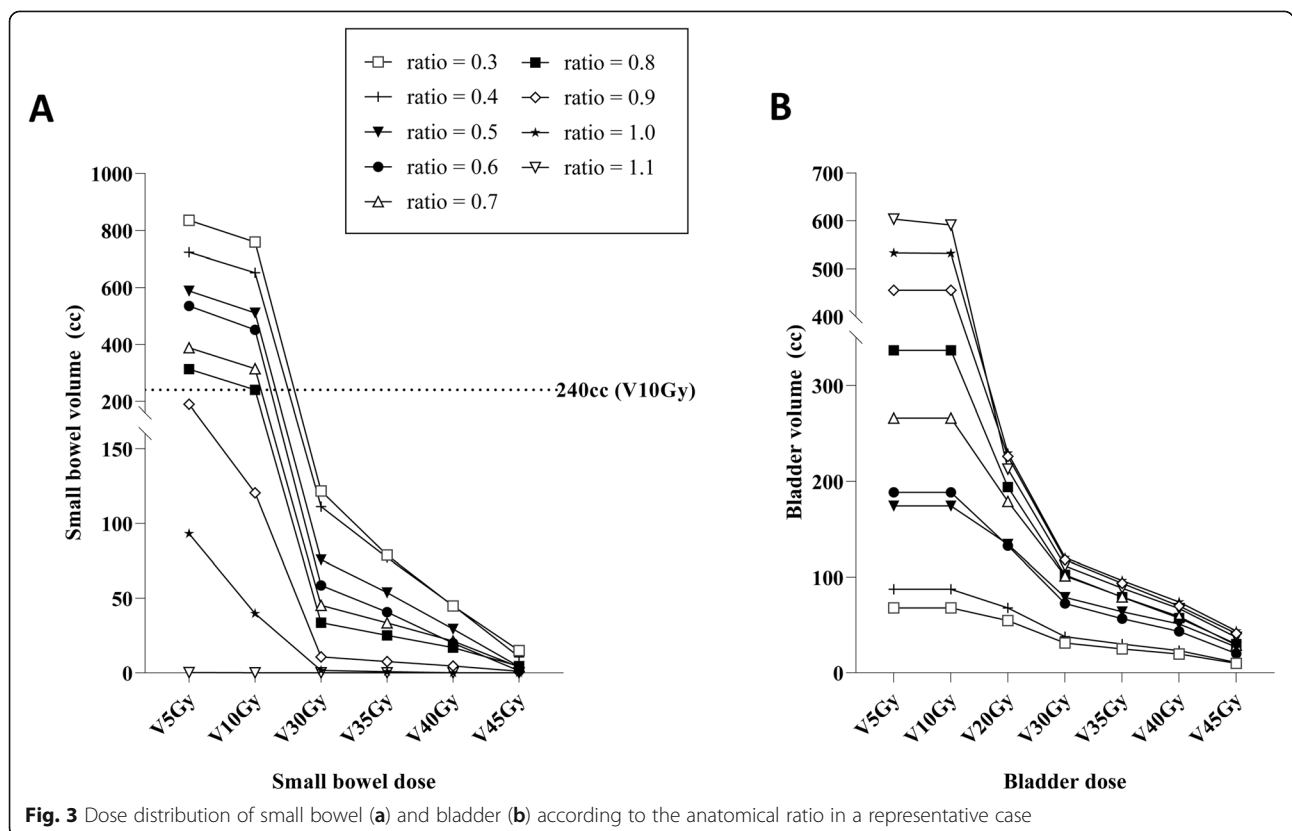 A
ratio = 0.3
ratio = 0.4
ratio = 0.5
ratio = 0.6
ratio = 0.7
ratio = 0.8
ratio = 0.9
ratio = 1.0
ratio = 1.1
1000
800
600
400
200
150
100
50
0
Small bowel volume (cc)
240cc (V10Gy)
V5Gy
V10Gy
V30Gy
V35Gy
V40Gy
V45Gy
Small bowel dose
B
700
600
500
400
300
200
100
0
Bladder volume (cc)
V5Gy
V10Gy
V20Gy
V30Gy
V35Gy
V40Gy
V45Gy
Bladder dose
Fig. 3 Dose distribution of small bowel (a) and bladder (b) according to the anatomical ratio in a representative case